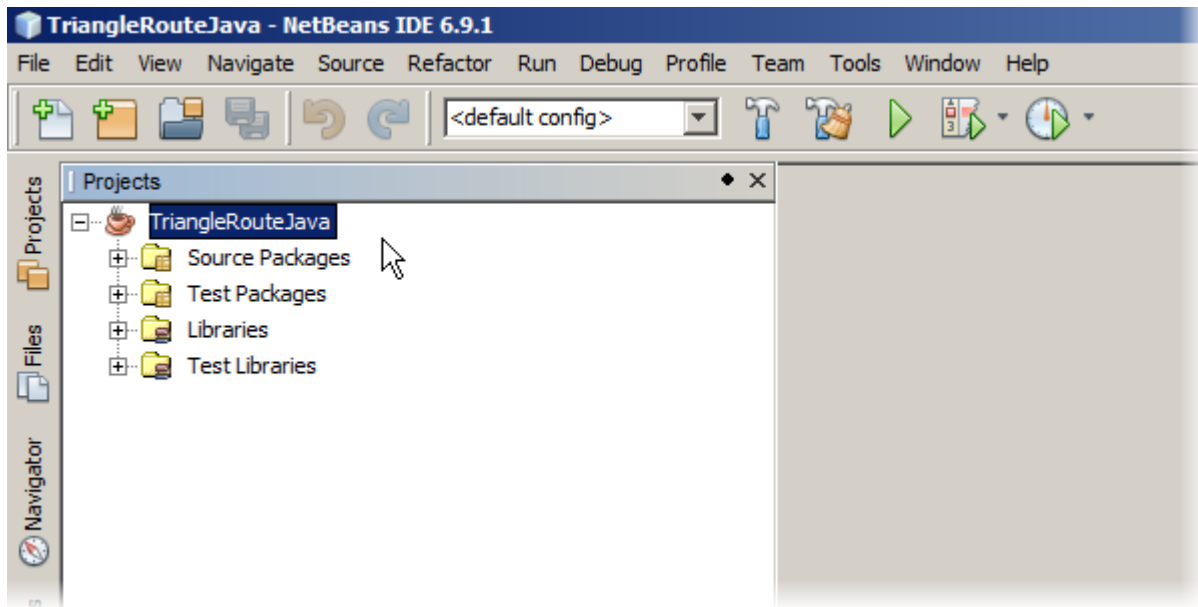 TriangleRouteJava - NetBeans IDE 6.9.1
File Edit View Navigate Source Refactor Run Debug Profile Team Tools Window Help
<default config>
Projects
Projects
TriangleRouteJava
Source Packages
Test Packages
Libraries
Test Libraries
Files
Navigator